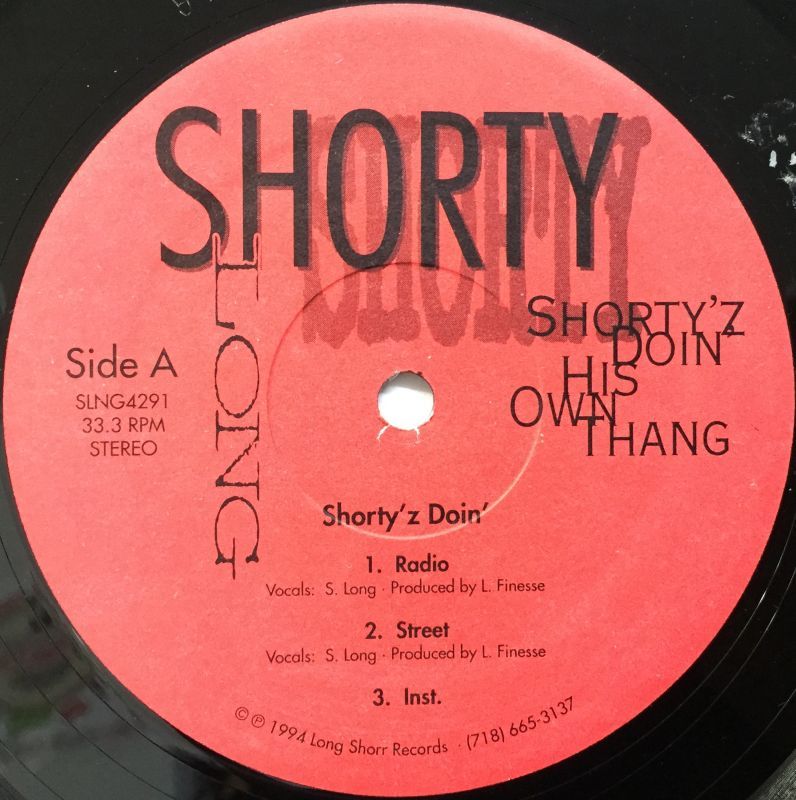 SHORTY
SHORTY
LONG
SHORTY'Z
DOIN'
HIS
OWN
THANG
Side A
SLNG4291
33.3 RPM
STEREO
Shorty'z Doin'
1. Radio
Vocals: S. Long · Produced by L. Finesse
2. Street
Vocals: S. Long · Produced by L. Finesse
3. Inst.
© ℗ 1994 Long Shorr Records · (718) 665-3137